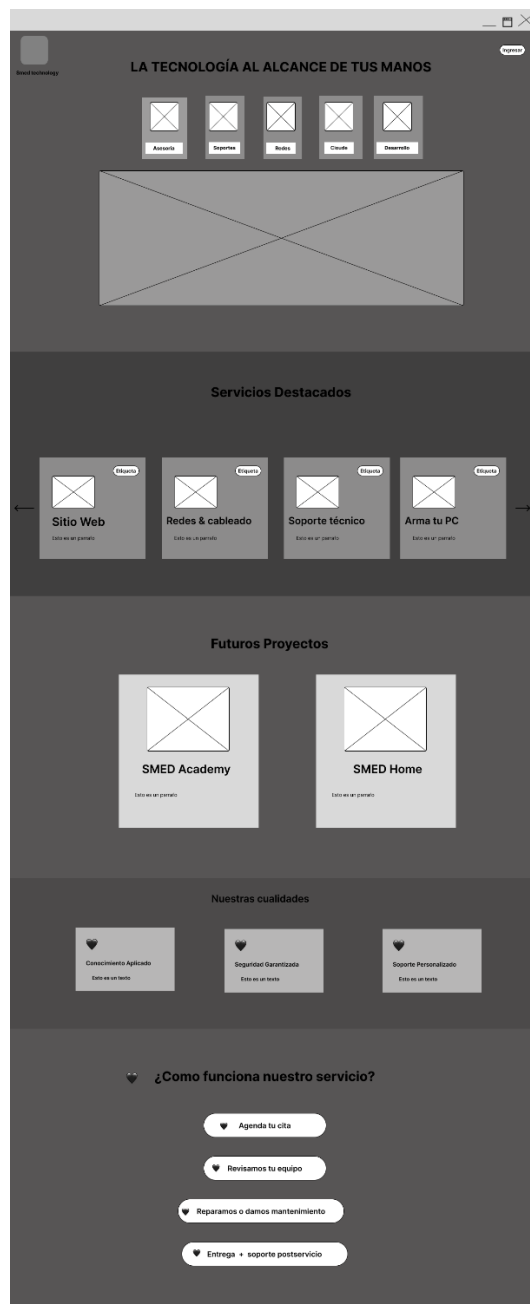 Smed technology
Ingresar
LA TECNOLOGÍA AL ALCANCE DE TUS MANOS
Asesoría
Soportes
Redes
Claude
Desarrollo
Servicios Destacados
Etiqueta
Etiqueta
Etiqueta
Etiqueta
Sitio Web
Redes & cableado
Soporte técnico
Arma tu PC
Esto es un parrafo
Esto es un parrafo
Esto es un parrafo
Esto es un parrafo
Futuros Proyectos
SMED Academy
SMED Home
Esto es un parrafo
Esto es un parrafo
Nuestras cualidades
Conocimiento Aplicado
Seguridad Garantizada
Soporte Personalizado
Esto es un texto
Esto es un texto
Esto es un texto
¿Como funciona nuestro servicio?
Agenda tu cita
Revisamos tu equipo
Reparamos o damos mantenimiento
Entrega + soporte postservicio